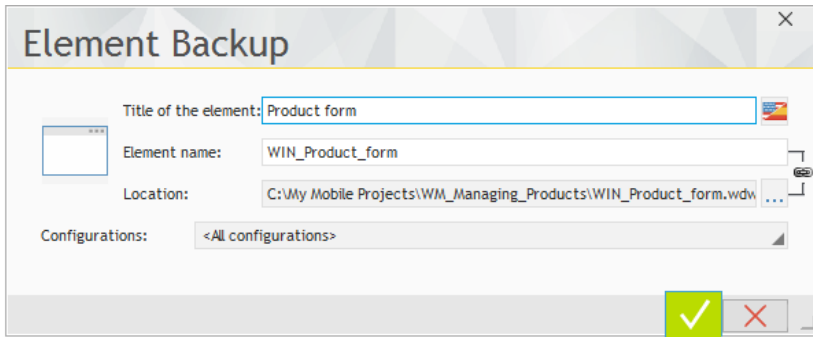 Element Backup
Title of the element: Product form
Element name: WIN_Product_form
Location: C:\My Mobile Projects\WM_Managing_Products\WIN_Product_form.wdw ...
Configurations: <All configurations>